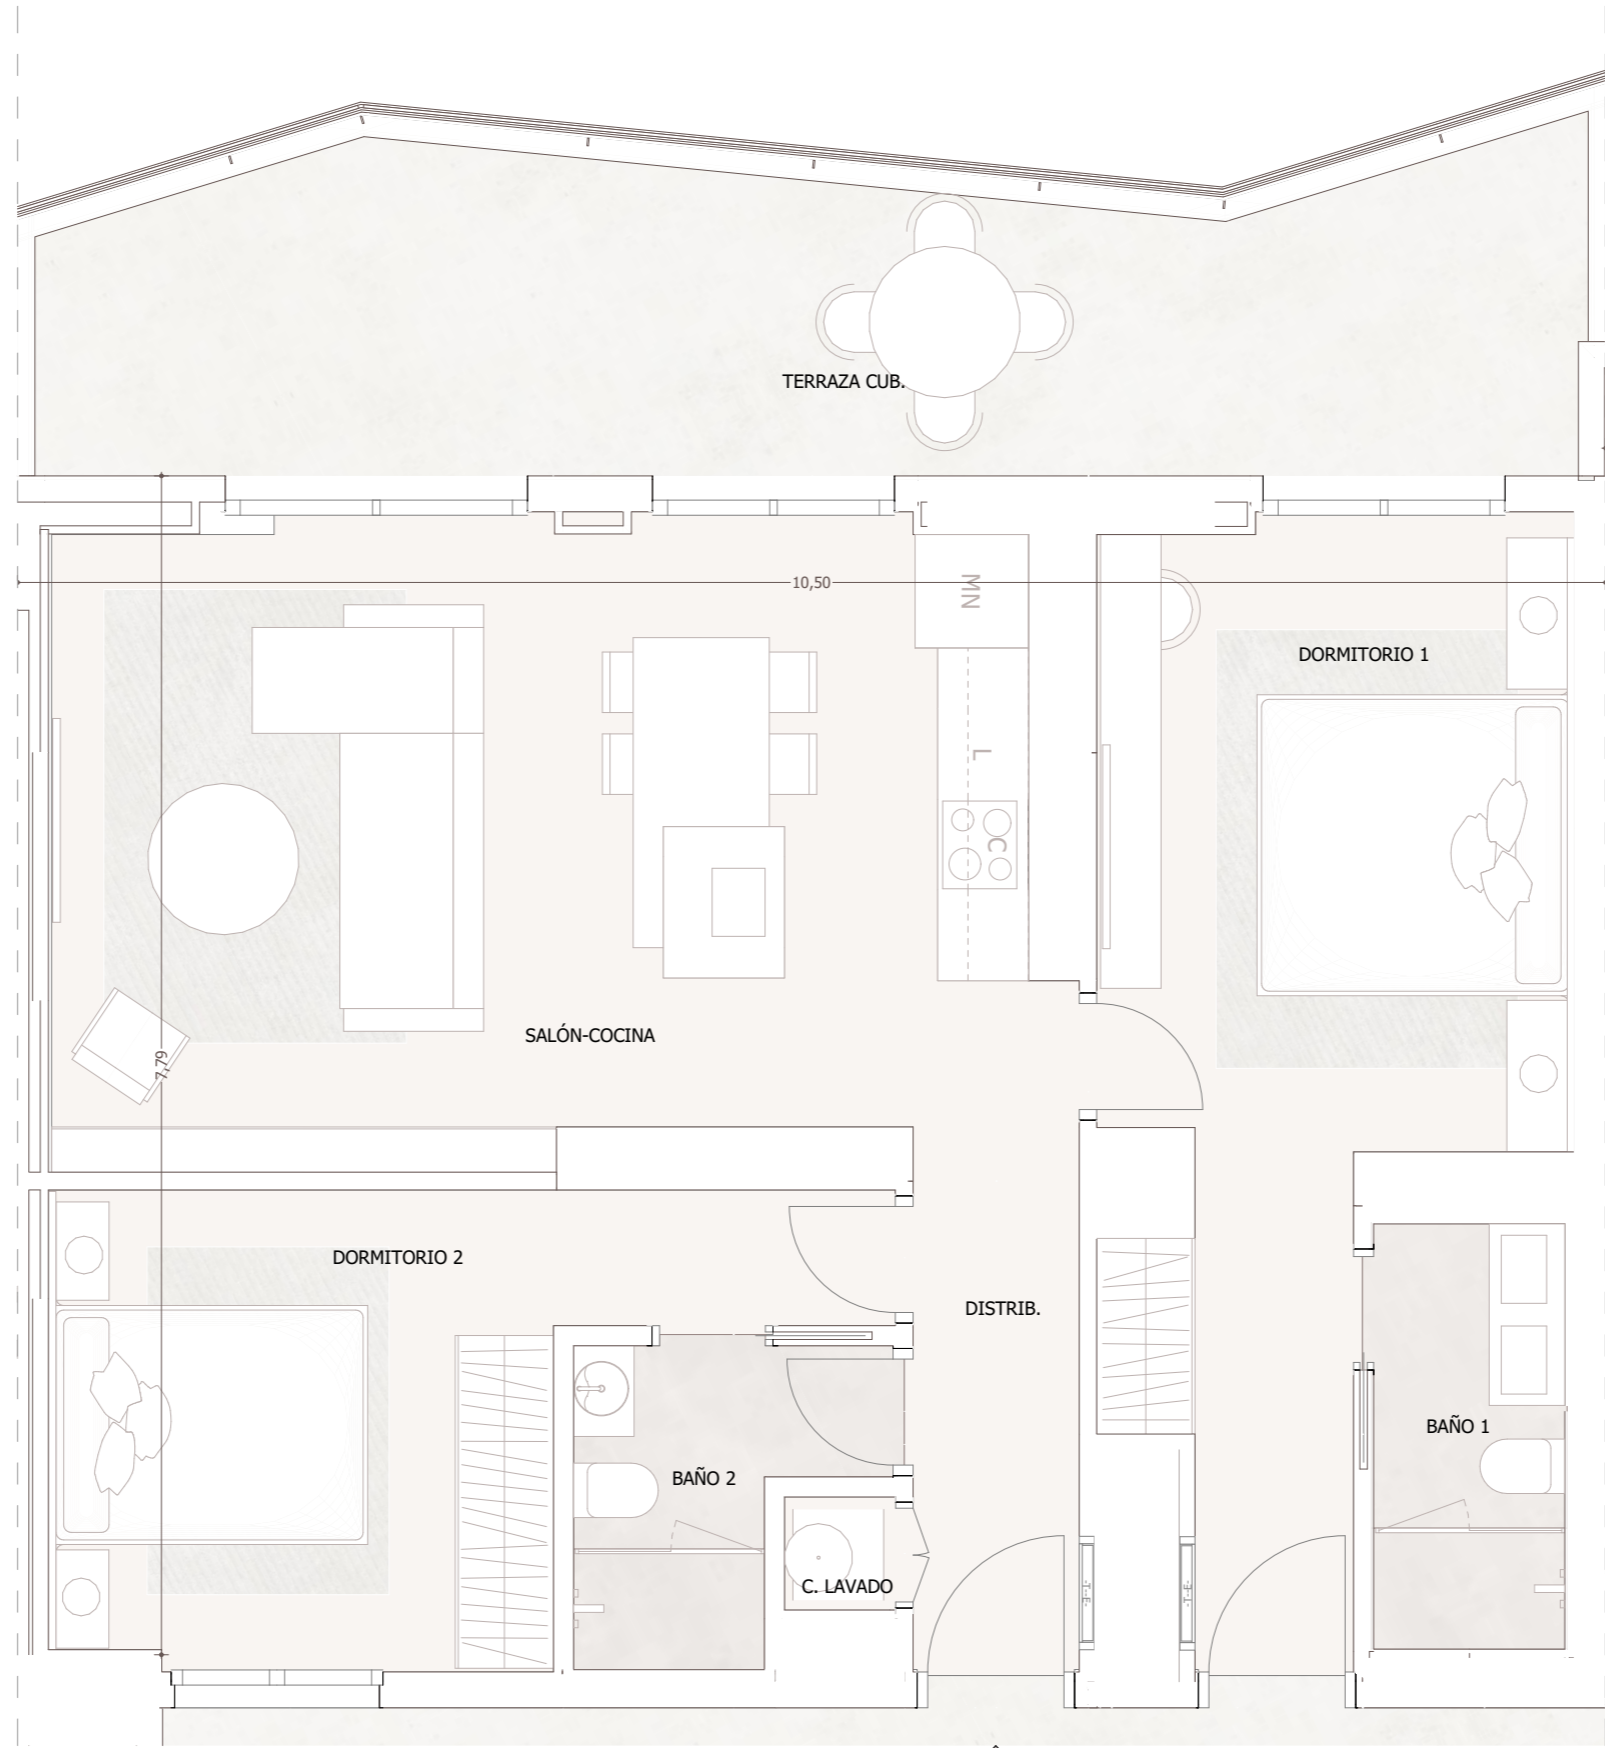 TERRAZA CUB.
10,50
MN
DORMITORIO 1
L
C
SALÓN-COCINA
7,79
DORMITORIO 2
DISTRIB.
BAÑO 1
BAÑO 2
C. LAVADO
-T-E-
-T-E-